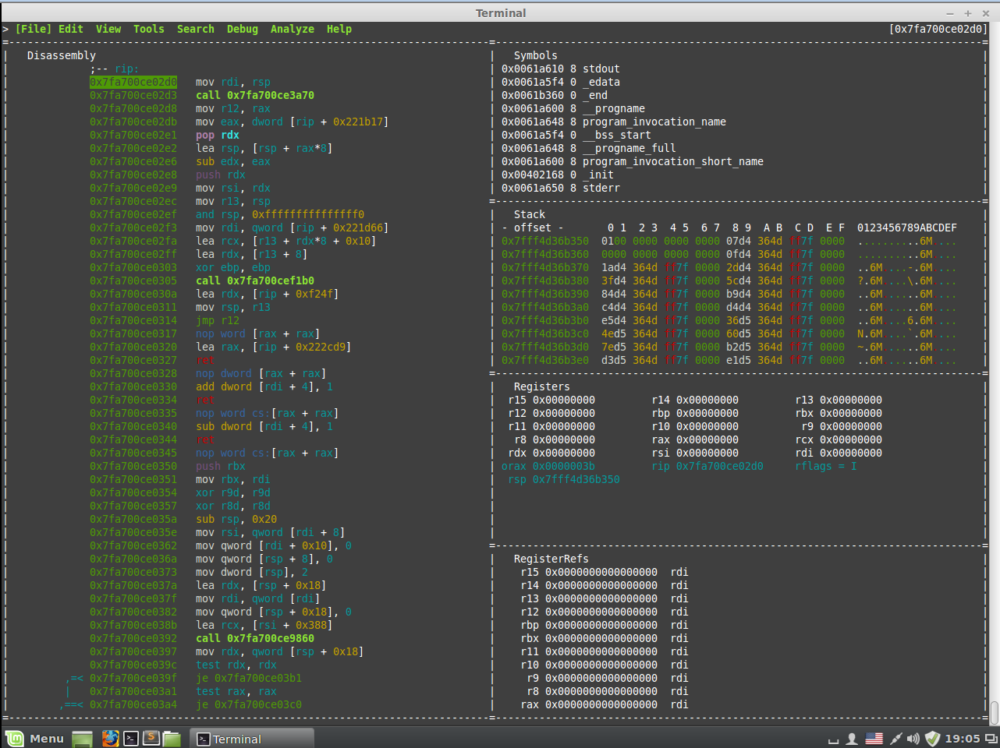 Terminal
> [File] Edit View Tools Search Debug Analyze Help [0x7fa700ce02d0]
Disassembly
;-- rip:
0x7fa700ce02d0 mov rdi, rsp
0x7fa700ce02d3 call 0x7fa700ce3a70
0x7fa700ce02d8 mov r12, rax
0x7fa700ce02db mov eax, dword [rip + 0x221b17]
0x7fa700ce02e1 pop rdx
0x7fa700ce02e2 lea rsp, [rsp + rax*8]
0x7fa700ce02e6 sub edx, eax
0x7fa700ce02e8 push rdx
0x7fa700ce02e9 mov rsi, rdx
0x7fa700ce02ec mov r13, rsp
0x7fa700ce02ef and rsp, 0xfffffffffffffff0
0x7fa700ce02f3 mov rdi, qword [rip + 0x221d66]
0x7fa700ce02fa lea rcx, [r13 + rdx*8 + 0x10]
0x7fa700ce02ff lea rdx, [r13 + 8]
0x7fa700ce0303 xor ebp, ebp
0x7fa700ce0305 call 0x7fa700cef1b0
0x7fa700ce030a lea rdx, [rip + 0xf24f]
0x7fa700ce0311 mov rsp, r13
0x7fa700ce0314 jmp r12
0x7fa700ce0317 nop word [rax + rax]
0x7fa700ce0320 lea rax, [rip + 0x222cd9]
0x7fa700ce0327 ret
0x7fa700ce0328 nop dword [rax + rax]
0x7fa700ce0330 add dword [rdi + 4], 1
0x7fa700ce0334 ret
0x7fa700ce0335 nop word cs:[rax + rax]
0x7fa700ce0340 sub dword [rdi + 4], 1
0x7fa700ce0344 ret
0x7fa700ce0345 nop word cs:[rax + rax]
0x7fa700ce0350 push rbx
0x7fa700ce0351 mov rbx, rdi
0x7fa700ce0354 xor r9d, r9d
0x7fa700ce0357 xor r8d, r8d
0x7fa700ce035a sub rsp, 0x20
0x7fa700ce035e mov rsi, qword [rdi + 8]
0x7fa700ce0362 mov qword [rdi + 0x10], 0
0x7fa700ce036a mov qword [rsp + 8], 0
0x7fa700ce0373 mov dword [rsp], 2
0x7fa700ce037a lea rdx, [rsp + 0x18]
0x7fa700ce037f mov rdi, qword [rdi]
0x7fa700ce0382 mov qword [rsp + 0x18], 0
0x7fa700ce038b lea rcx, [rsi + 0x388]
0x7fa700ce0392 call 0x7fa700ce9860
0x7fa700ce0397 mov rdx, qword [rsp + 0x18]
0x7fa700ce039c test rdx, rdx
,=< 0x7fa700ce039f je 0x7fa700ce03b1
| 0x7fa700ce03a1 test rax, rax
,==< 0x7fa700ce03a4 je 0x7fa700ce03c0
Symbols
0x0061a610 8 stdout
0x0061a5f4 0 _edata
0x0061b360 0 _end
0x0061a600 8 __progname
0x0061a648 8 program_invocation_name
0x0061a5f4 0 __bss_start
0x0061a648 8 __progname_full
0x0061a600 8 program_invocation_short_name
0x00402168 0 _init
0x0061a650 8 stderr
Stack
- offset - 0 1 2 3 4 5 6 7 8 9 A B C D E F 0123456789ABCDEF
0x7fff4d36b350 0100 0000 0000 0000 07d4 364d ff7f 0000 ..........6M....
0x7fff4d36b360 0000 0000 0000 0000 0fd4 364d ff7f 0000 ..........6M....
0x7fff4d36b370 1ad4 364d ff7f 0000 2dd4 364d ff7f 0000 ..6M....-.6M....
0x7fff4d36b380 3fd4 364d ff7f 0000 5cd4 364d ff7f 0000 ?.6M....\.6M....
0x7fff4d36b390 84d4 364d ff7f 0000 b9d4 364d ff7f 0000 ..6M......6M....
0x7fff4d36b3a0 c4d4 364d ff7f 0000 d4d4 364d ff7f 0000 ..6M......6M....
0x7fff4d36b3b0 e5d4 364d ff7f 0000 36d5 364d ff7f 0000 ..6M....6.6M....
0x7fff4d36b3c0 4ed5 364d ff7f 0000 60d5 364d ff7f 0000 N.6M....`.6M....
0x7fff4d36b3d0 7ed5 364d ff7f 0000 b2d5 364d ff7f 0000 ~.6M......6M....
0x7fff4d36b3e0 d3d5 364d ff7f 0000 e1d5 364d ff7f 0000 ..6M......6M....
Registers
r15 0x00000000 r14 0x00000000 r13 0x00000000
r12 0x00000000 rbp 0x00000000 rbx 0x00000000
r11 0x00000000 r10 0x00000000 r9 0x00000000
r8 0x00000000 rax 0x00000000 rcx 0x00000000
rdx 0x00000000 rsi 0x00000000 rdi 0x00000000
orax 0x0000003b rip 0x7fa700ce02d0 rflags = I
rsp 0x7fff4d36b350
RegisterRefs
r15 0x0000000000000000 rdi
r14 0x0000000000000000 rdi
r13 0x0000000000000000 rdi
r12 0x0000000000000000 rdi
rbp 0x0000000000000000 rdi
rbx 0x0000000000000000 rdi
r11 0x0000000000000000 rdi
r10 0x0000000000000000 rdi
r9 0x0000000000000000 rdi
r8 0x0000000000000000 rdi
rax 0x0000000000000000 rdi
Menu Terminal 19:05